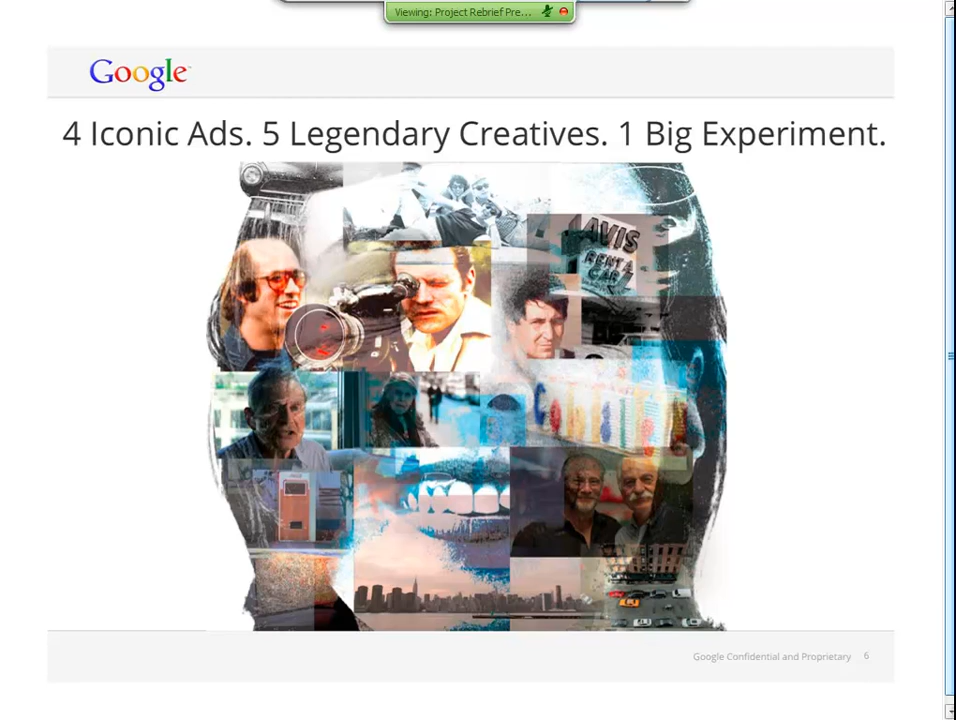 Viewing: Project Rebrief Pre...
Google
4 Iconic Ads. 5 Legendary Creatives. 1 Big Experiment.
AVIS
RENT A
CAR
Google Confidential and Proprietary 6